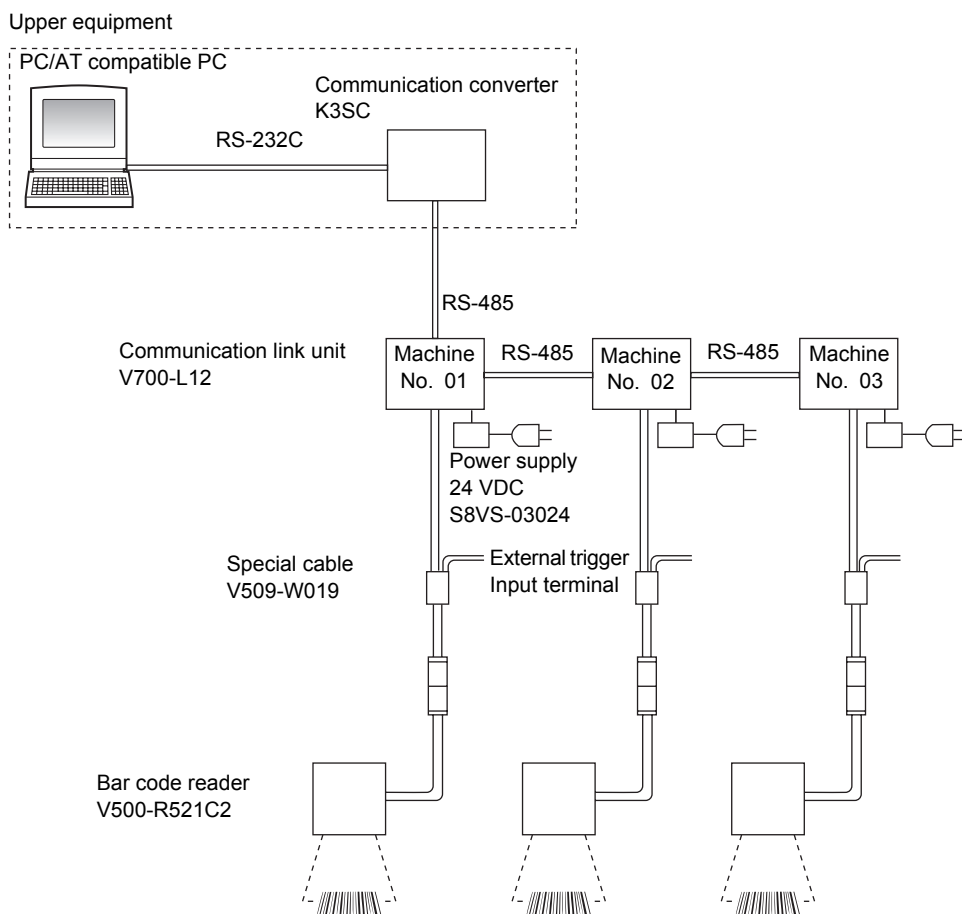 Upper equipment
PC/AT compatible PC
Communication converter
K3SC
RS-232C
RS-485
Communication link unit
V700-L12
Machine
No. 01
RS-485
Machine
No. 02
RS-485
Machine
No. 03
Power supply
24 VDC
S8VS-03024
Special cable
V509-W019
External trigger
Input terminal
Bar code reader
V500-R521C2